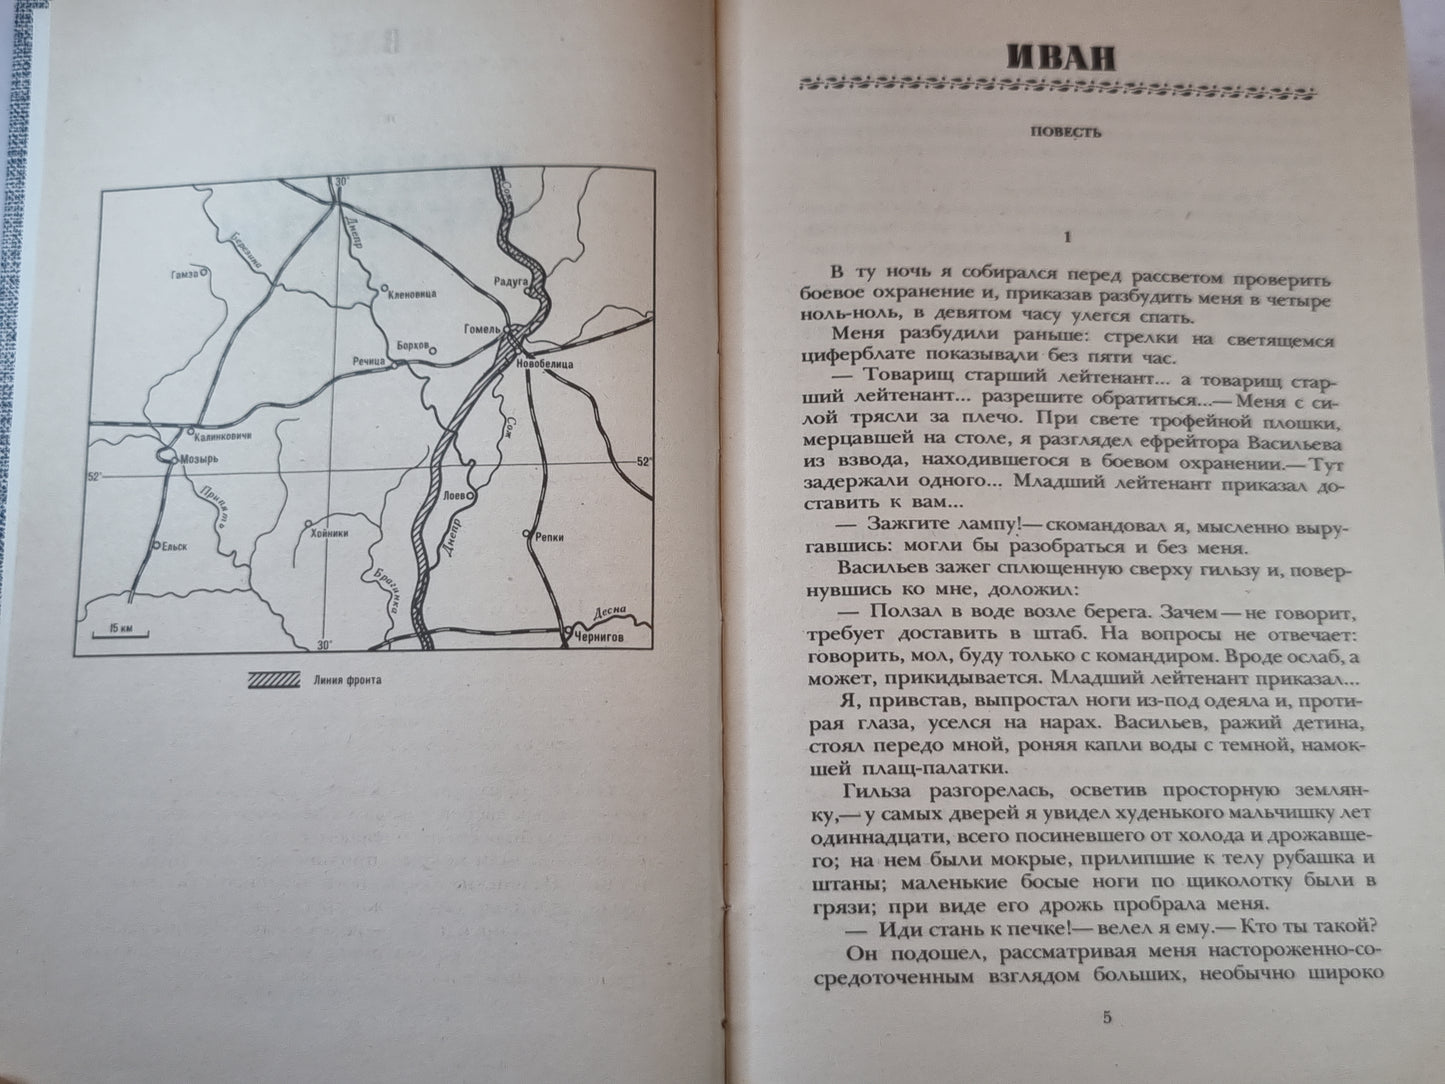 30°
Сож
Днепр
Березина
Гамза
Кленовица
Радуга
Гомель
Борхов
Речица
Новобелица
Сож
Калинковичи
Мозырь
52°
52°
Припять
Лоев
Днепр
Хойники
Репки
Ельск
Брагинка
Десна
Чернигов
15 км
30°
Линия фронта
ИВАН
ПОВЕСТЬ
1
В ту ночь я собирался перед рассветом проверить
боевое охранение и, приказав разбудить меня в четыре
ноль-ноль, в девятом часу улегся спать.
Меня разбудили раньше: стрелки на светящемся
циферблате показывали без пяти час.
— Товарищ старший лейтенант... а товарищ стар-
ший лейтенант... разрешите обратиться...— Меня с си-
лой трясли за плечо. При свете трофейной плошки,
мерцавшей на столе, я разглядел ефрейтора Васильева
из взвода, находившегося в боевом охранении.— Тут
задержали одного... Младший лейтенант приказал до-
ставить к вам...
— Зажгите лампу!— скомандовал я, мысленно выру-
гавшись: могли бы разобраться и без меня.
Васильев зажег сплющенную сверху гильзу и, повер-
нувшись ко мне, доложил:
— Ползал в воде возле берега. Зачем — не говорит,
требует доставить в штаб. На вопросы не отвечает:
говорить, мол, буду только с командиром. Вроде ослаб, а
может, прикидывается. Младший лейтенант приказал...
Я, привстав, выпростал ноги из-под одеяла и, проти-
рая глаза, уселся на нарах. Васильев, ражий детина,
стоял передо мной, роняя капли воды с темной, намок-
шей плащ-палатки.
Гильза разгорелась, осветив просторную землян-
ку,— у самых дверей я увидел худенького мальчишку лет
одиннадцати, всего посиневшего от холода и дрожавше-
го; на нем были мокрые, прилипшие к телу рубашка и
штаны; маленькие босые ноги по щиколотку были в
грязи; при виде его дрожь пробрала меня.
— Иди стань к печке!— велел я ему.— Кто ты такой?
Он подошел, рассматривая меня настороженно-со-
средоточенным взглядом больших, необычно широко
5